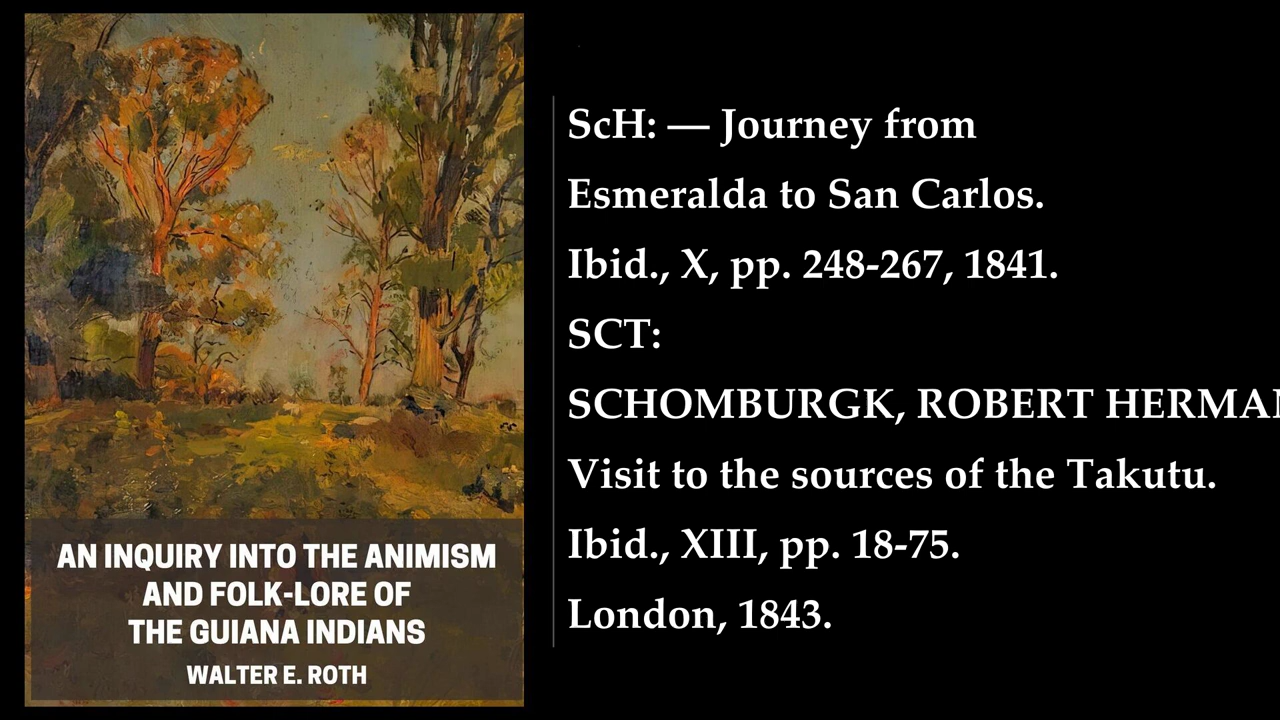 AN INQUIRY INTO THE ANIMISM
AND FOLK-LORE OF
THE GUIANA INDIANS
WALTER E. ROTH
ScH: — Journey from
Esmeralda to San Carlos.
Ibid., X, pp. 248-267, 1841.
SCT:
SCHOMBURGK, ROBERT
Visit to the sources of the Takutu.
Ibid., XIII, pp. 18-75.
London, 1843.